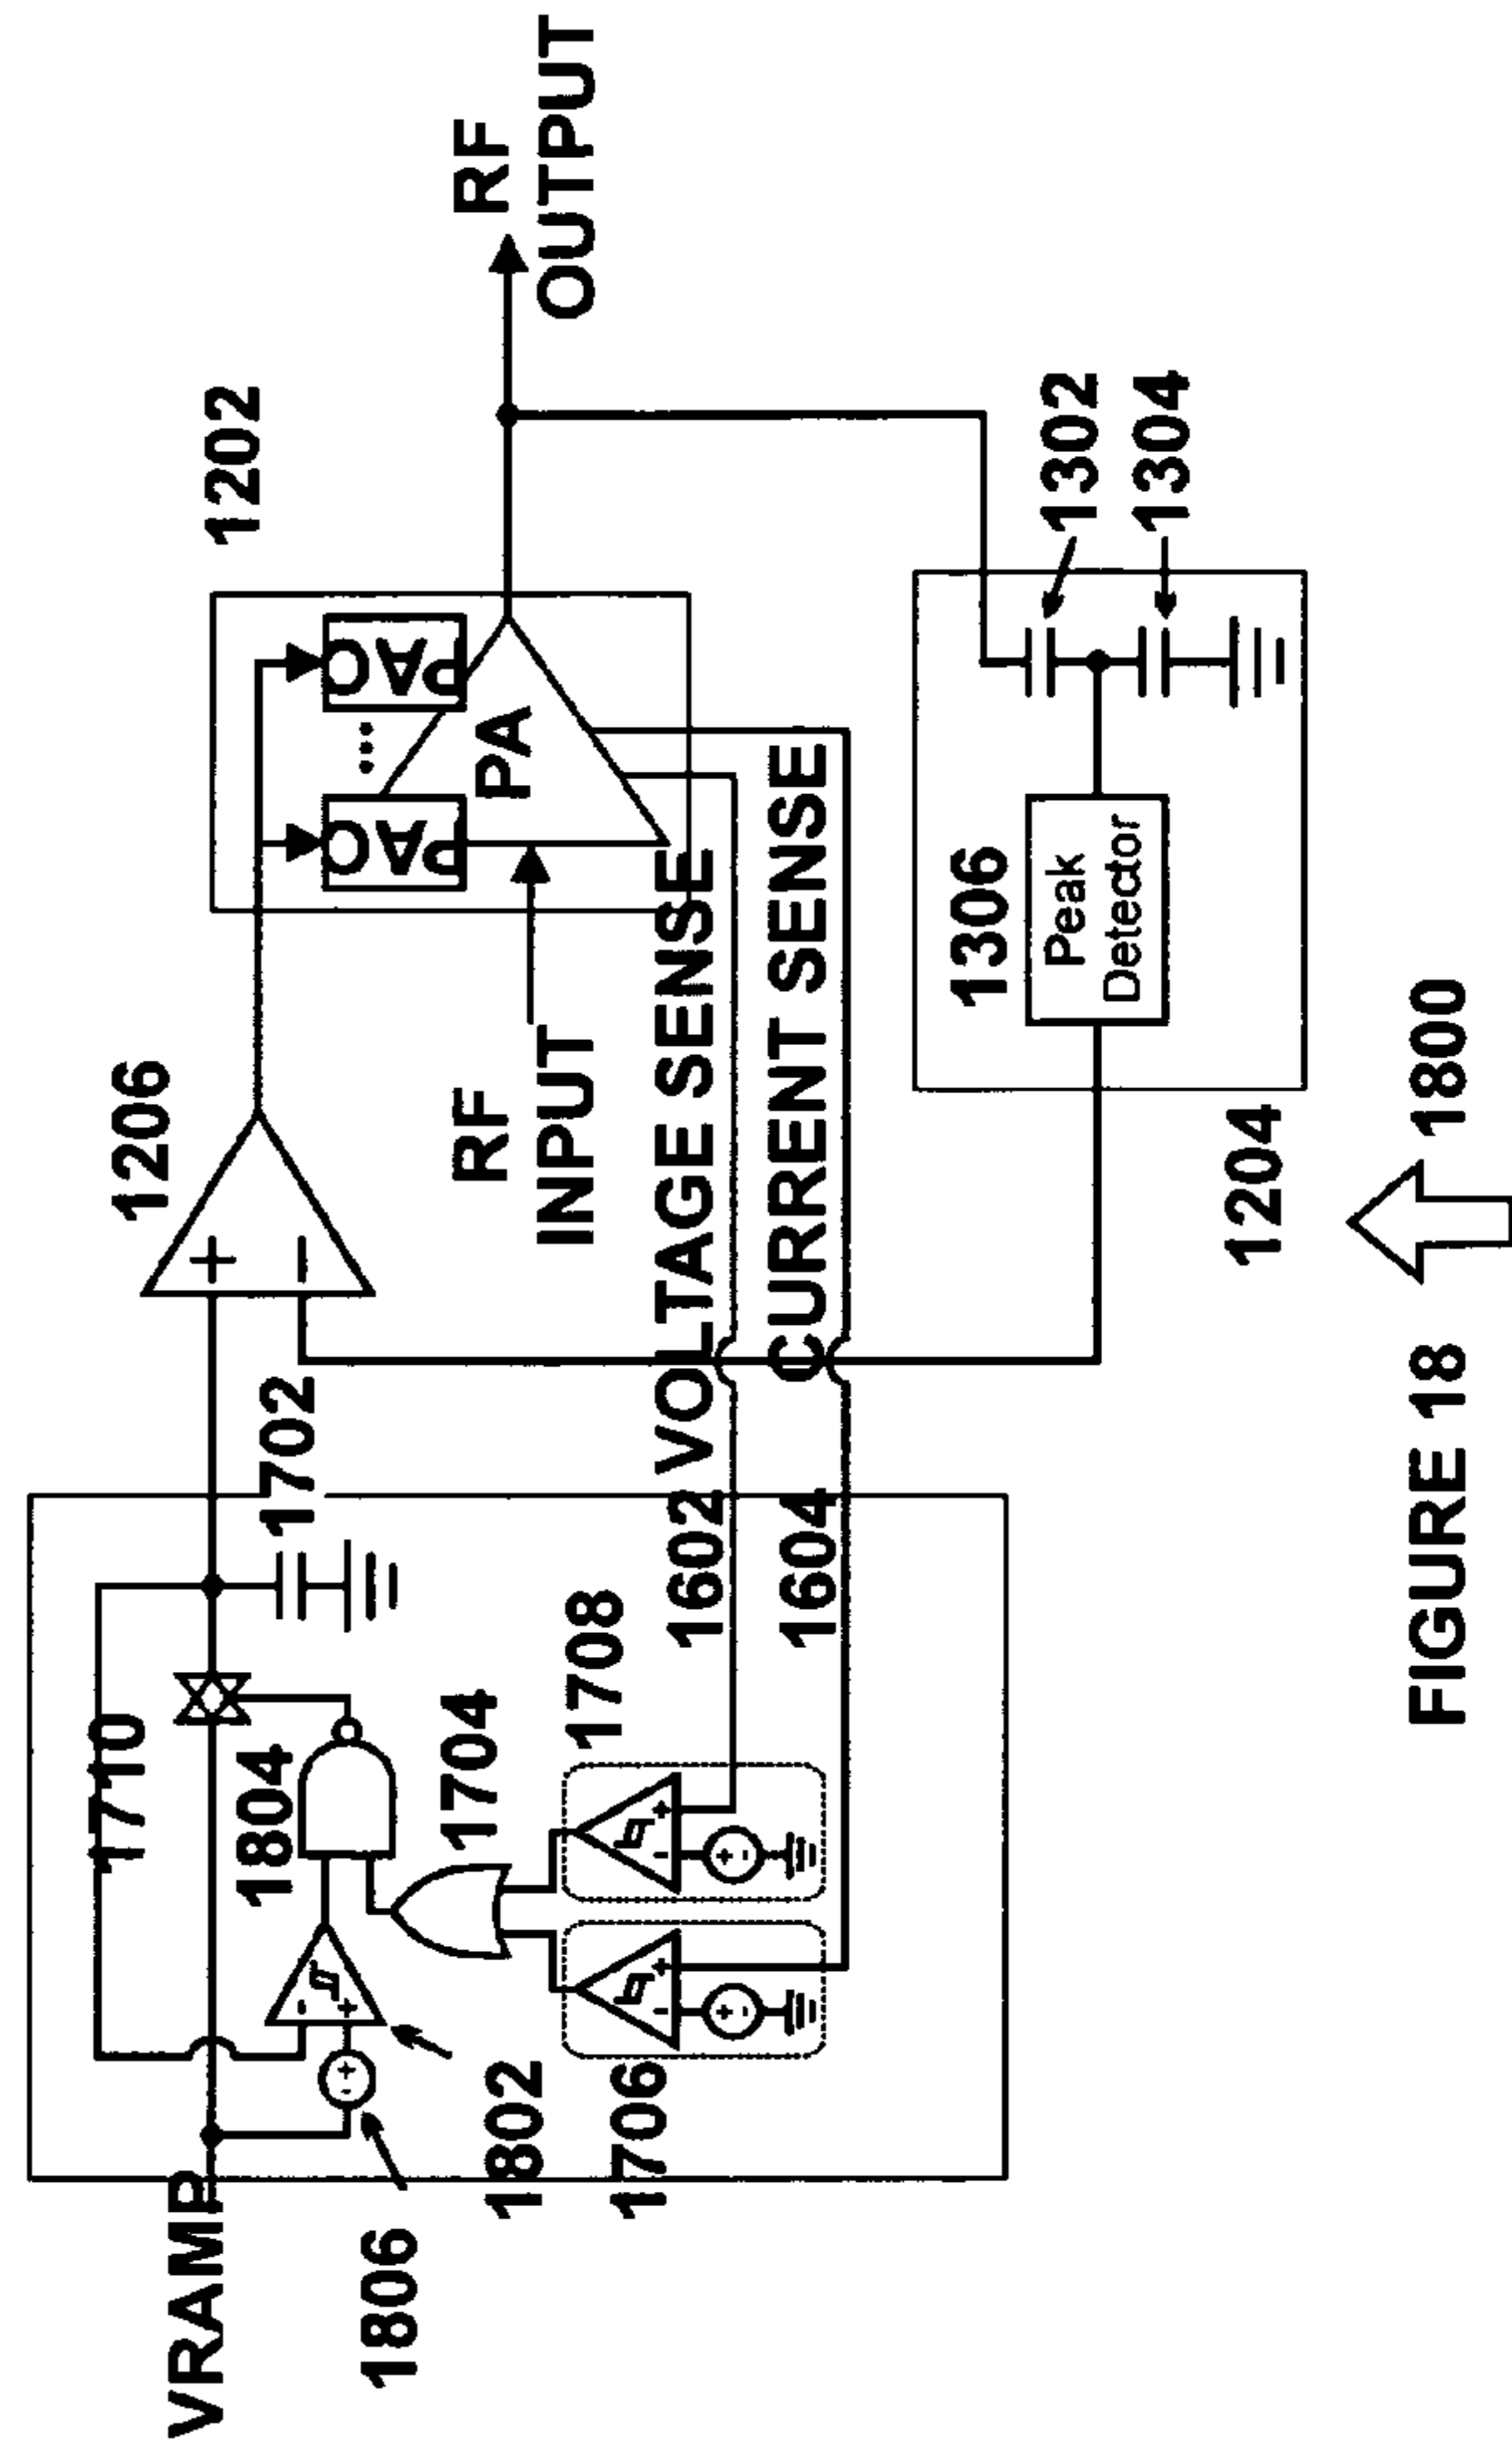 1202
1206
RF
OUTPUT
PAC
...
PAC
PA
+
−
RF
INPUT
VRAMP
1710
1702
1804
1806
1802
1704
1708
1706
VOLTAGE SENSE
1602
CURRENT SENSE
1604
1306
Peak
Detector
1302
1304
1204
FIGURE 18
1800